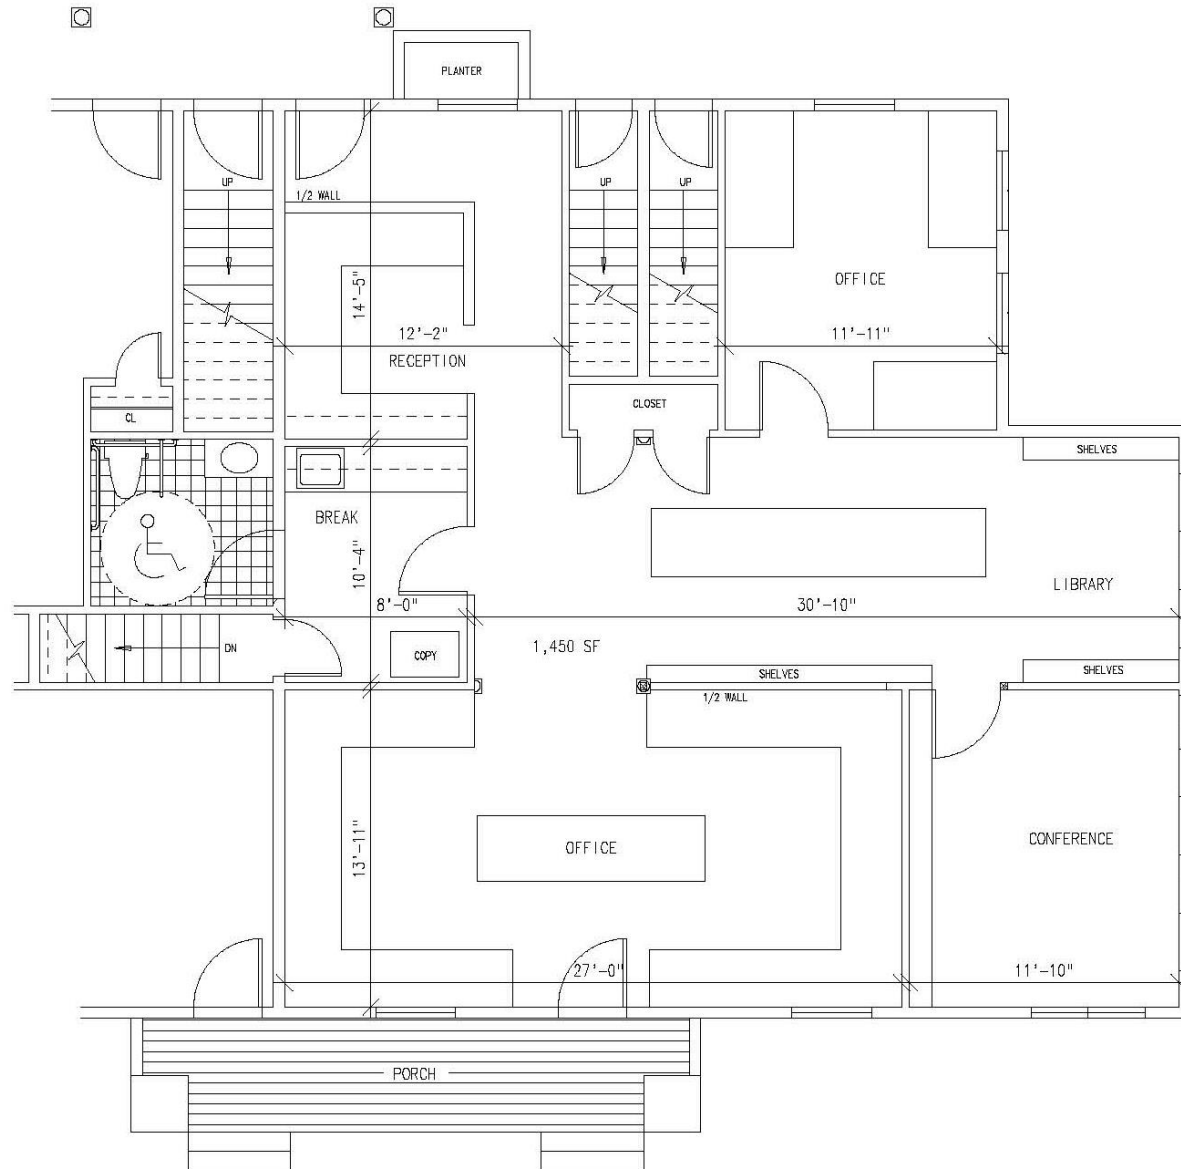 PLANTER
UP
UP
UP
1/2 WALL
14'-5"
OFFICE
12'-2"
11'-11"
RECEPTION
CLOSET
CL
SHELVES
BREAK
10'-4"
LIBRARY
8'-0"
30'-10"
DN
COPY
1,450 SF
SHELVES
SHELVES
1/2 WALL
13'-11"
OFFICE
CONFERENCE
27'-0"
11'-10"
PORCH